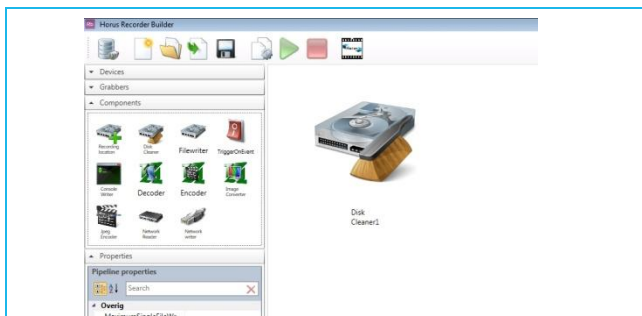 Horus Recorder Builder
Devices
Grabbers
Components
Recording location
Disk Cleaner
Filewriter
TriggerOnEvent
Console Writer
Decoder
Encoder
Image Converter
Jpeg Encoder
Network Reader
Network writer
Disk
Cleaner1
Properties
Pipeline properties
Search
Overig